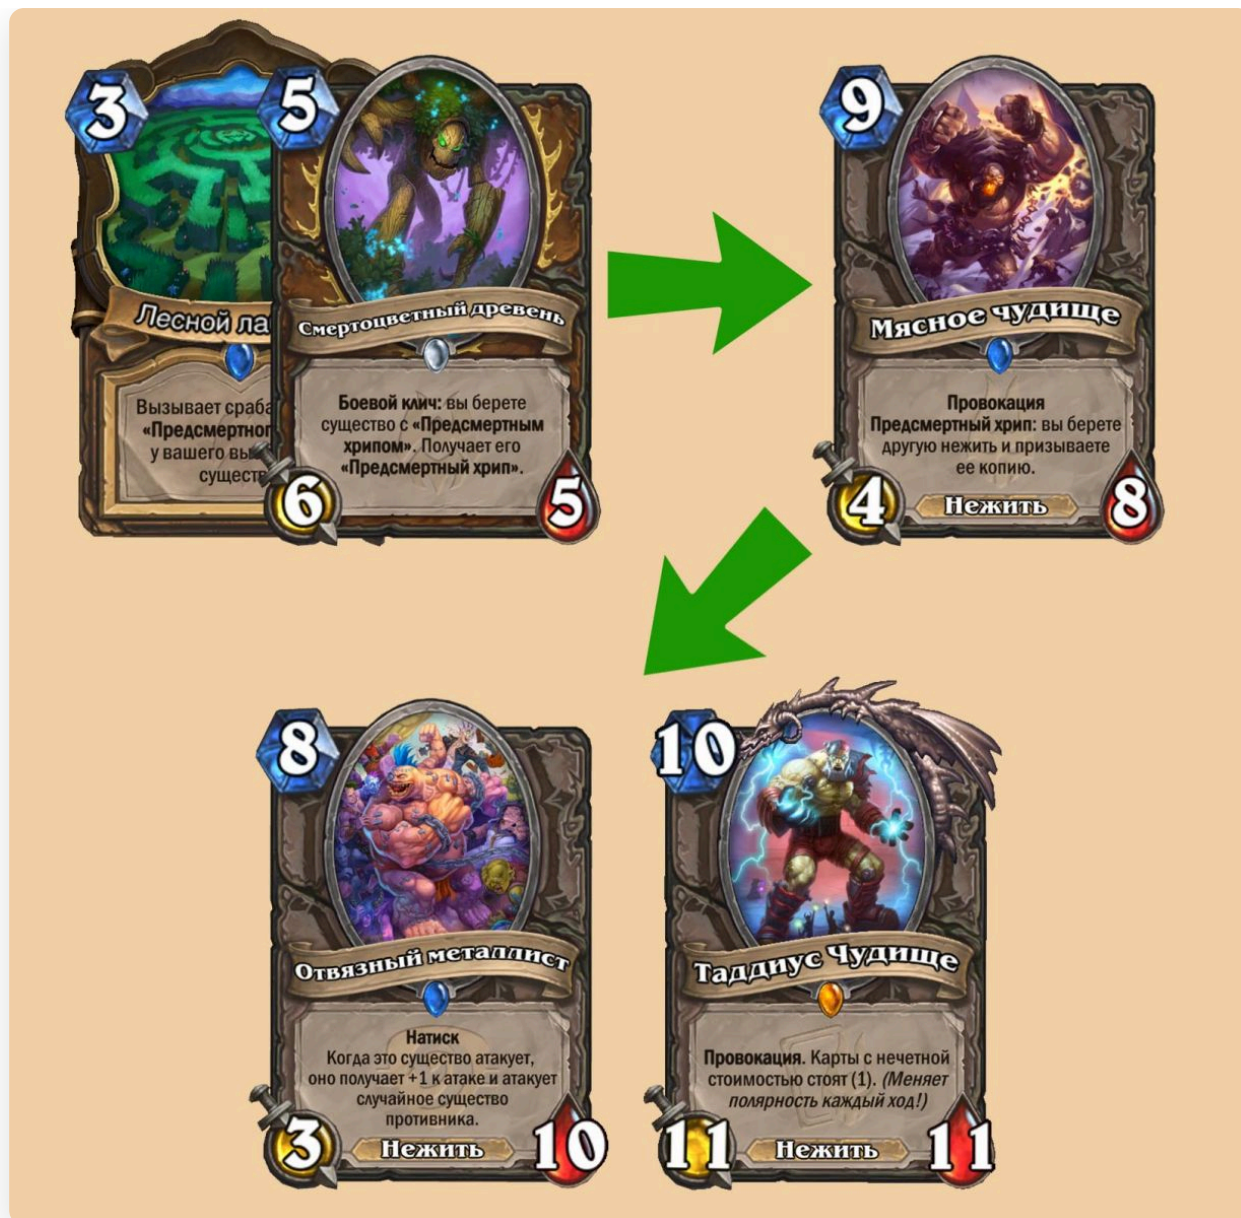 3
Лесной ла
Вызывает сраба
«Предсмертног
у вашего вы
сущест
5
Смертоцветный древень
Боевой клич: вы берете
существо с «Предсмертным
хрипом». Получает его
«Предсмертный хрип».
6
5
9
Мясное чудище
Провокация
Предсмертный хрип: вы берете
другую нежить и призываете
ее копию.
4
Нежить
8
8
Отвязный металлист
Натиск
Когда это существо атакует,
оно получает +1 к атаке и атакует
случайное существо
противника.
3
Нежить
10
10
Таддиус Чудище
Провокация. Карты с нечетной
стоимостью стоят (1). (Меняет
полярность каждый ход!)
11
Нежить
11